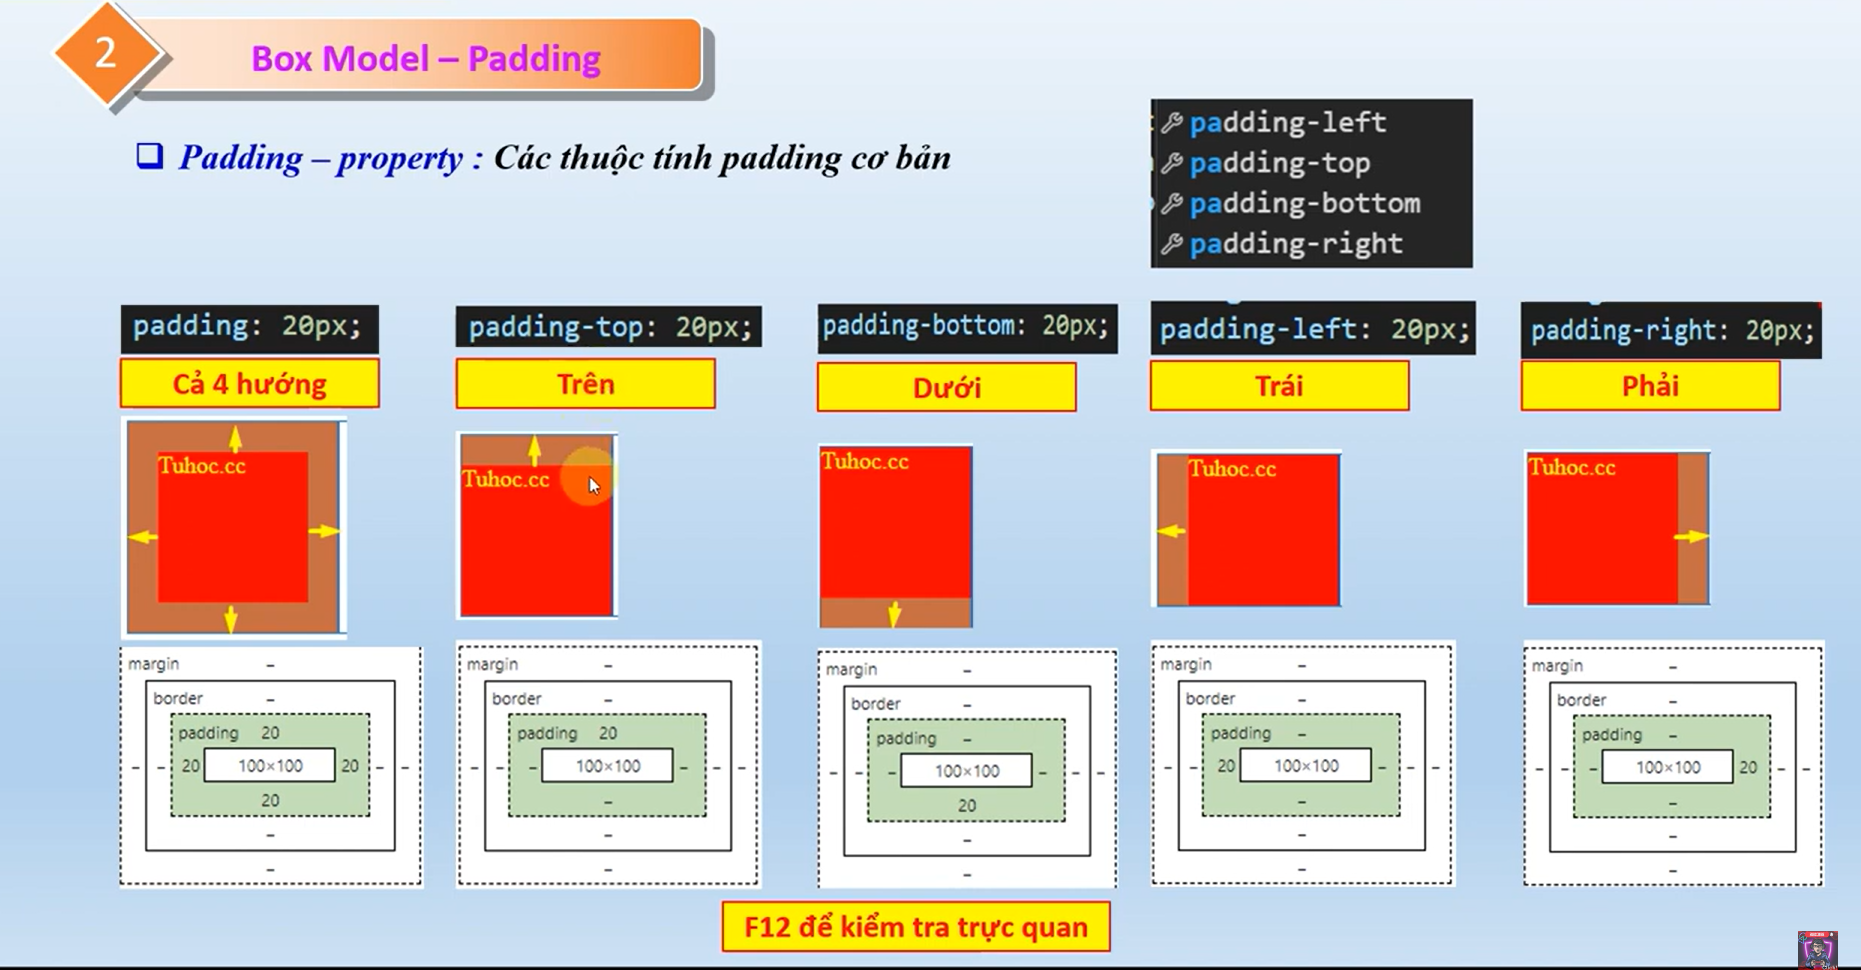 2
Box Model – Padding
Padding – property : Các thuộc tính padding cơ bản
padding-left
padding-top
padding-bottom
padding-right
padding: 20px;
Cả 4 hướng
Tuhoc.cc
margin –
border –
padding 20
– – 20 100×100 20 – –
20
–
–
padding-top: 20px;
Trên
Tuhoc.cc
margin –
border –
padding 20
– – – 100×100 – – –
–
–
–
padding-bottom: 20px;
Dưới
Tuhoc.cc
margin –
border –
padding –
– – – 100×100 – – –
20
–
–
padding-left: 20px;
Trái
Tuhoc.cc
margin –
border –
padding –
– – 20 100×100 – – –
–
–
–
padding-right: 20px;
Phải
Tuhoc.cc
margin –
border –
padding –
– – – 100×100 20 – –
–
–
–
F12 để kiểm tra trực quan